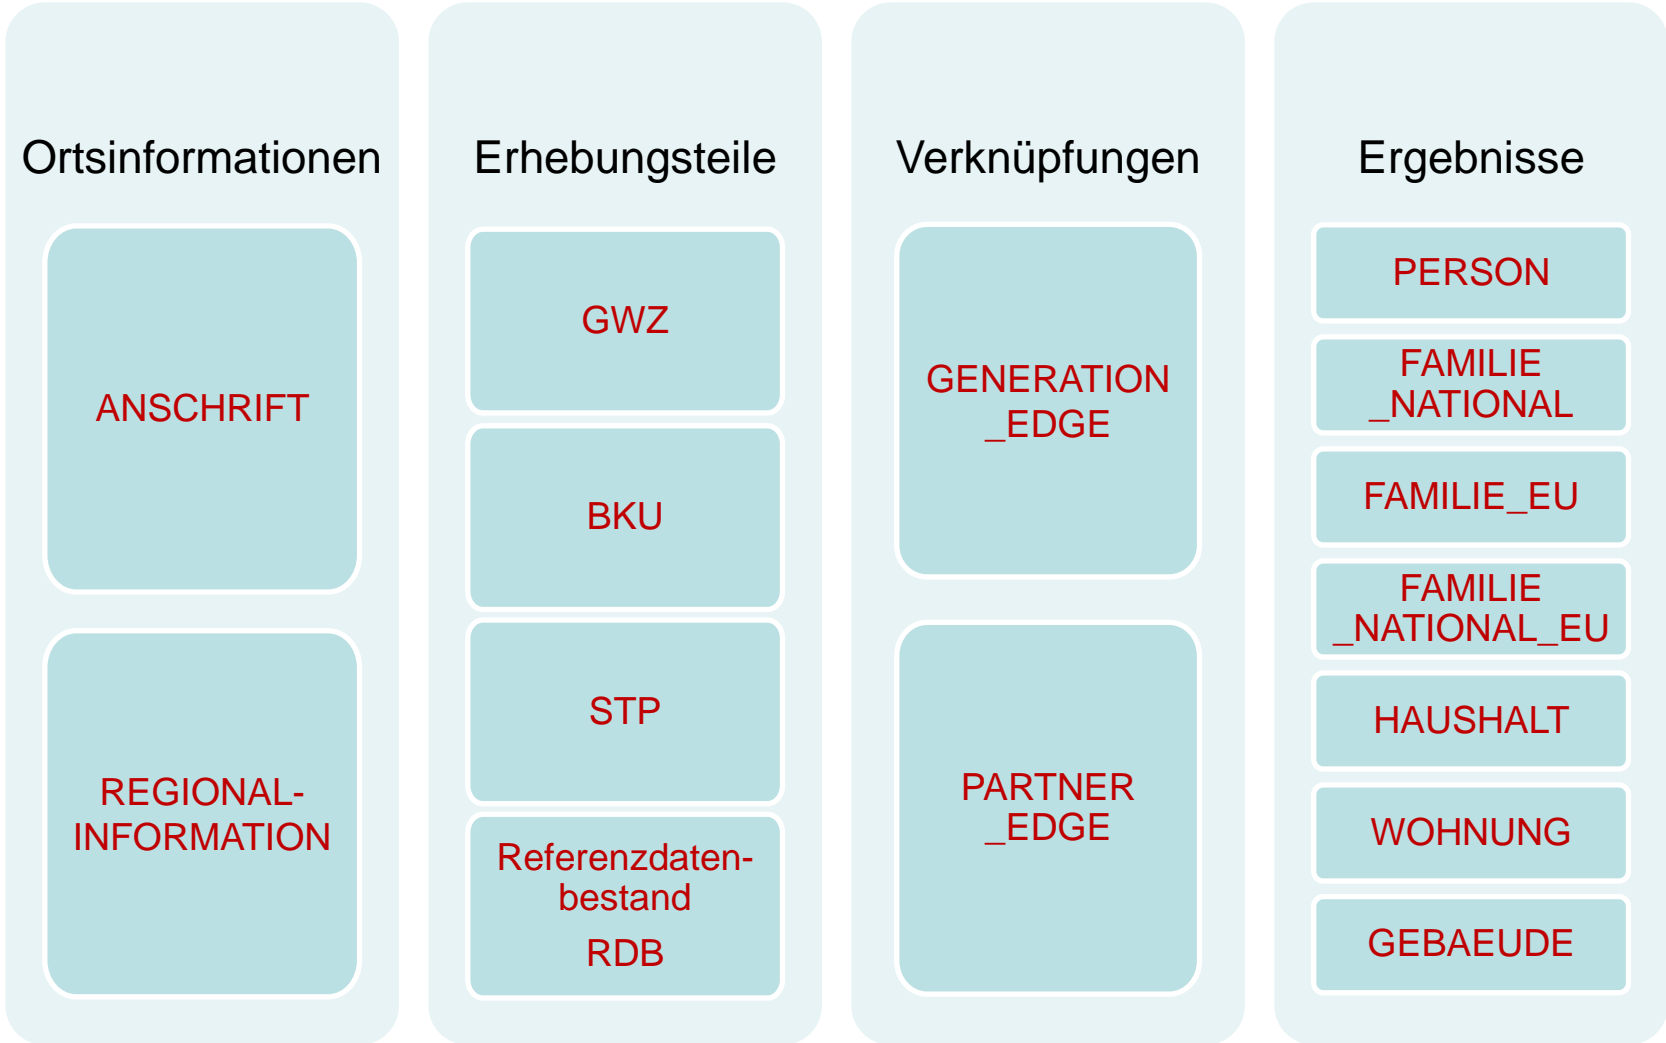 Ortsinformationen
ANSCHRIFT
REGIONAL-
INFORMATION
Erhebungsteile
GWZ
BKU
STP
Referenzdaten-
bestand
RDB
Verknüpfungen
GENERATION
_EDGE
PARTNER
_EDGE
Ergebnisse
PERSON
FAMILIE
_NATIONAL
FAMILIE_EU
FAMILIE
_NATIONAL_EU
HAUSHALT
WOHNUNG
GEBAEUDE